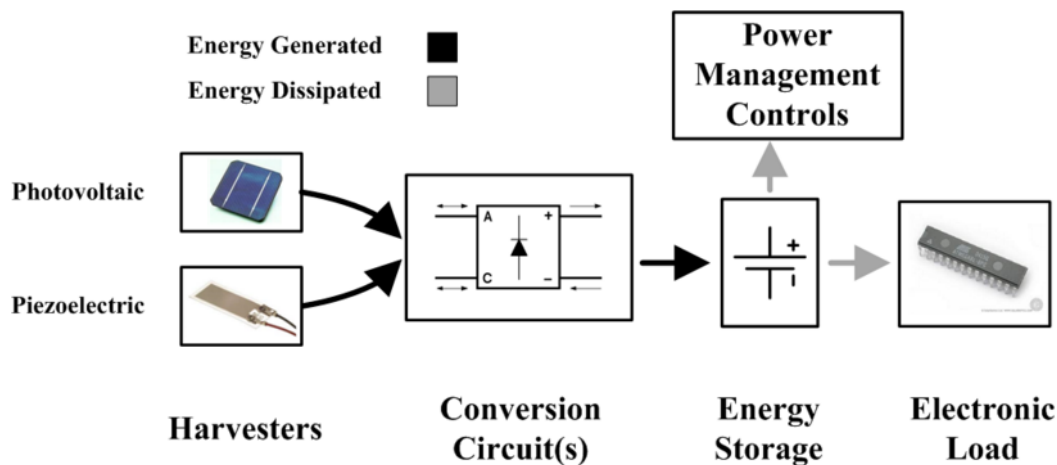 Energy Generated
Energy Dissipated
Power
Management
Controls
Photovoltaic
Piezoelectric
A
+
C
−
+
Harvesters
Conversion
Circuit(s)
Energy
Storage
Electronic
Load